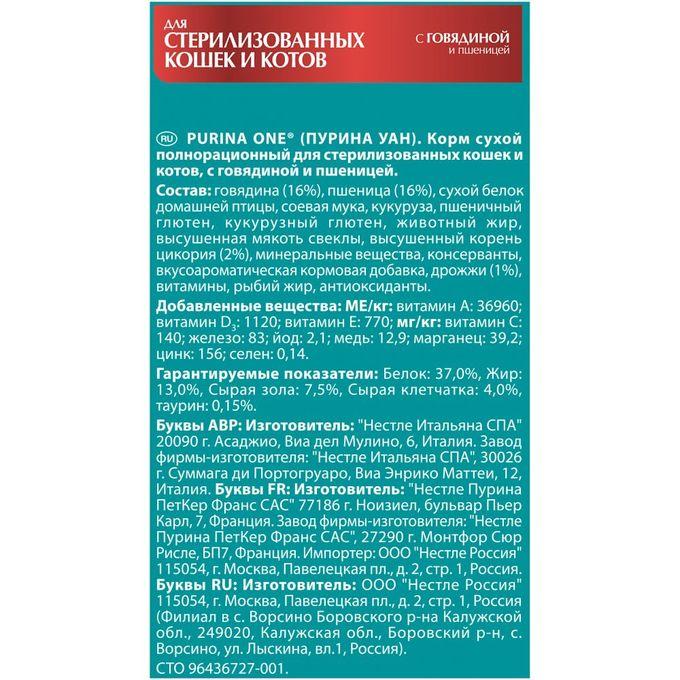 ДЛЯ
СТЕРИЛИЗОВАННЫХ
КОШЕК И КОТОВ
С ГОВЯДИНОЙ
И ПШЕНИЦЕЙ
RU PURINA ONE® (ПУРИНА УАН). Корм сухой
полнорационный для стерилизованных кошек и
котов, с говядиной и пшеницей.
Состав: говядина (16%), пшеница (16%), сухой белок
домашней птицы, соевая мука, кукуруза, пшеничный
глютен, кукурузный глютен, животный жир,
высушенная мякоть свеклы, высушенный корень
цикория (2%), минеральные вещества, консерванты,
вкусоароматическая кормовая добавка, дрожжи (1%),
витамины, рыбий жир, антиоксиданты.
Добавленные вещества: МЕ/кг: витамин А: 36960;
витамин D3: 1120; витамин Е: 770; мг/кг: витамин С:
140; железо: 83; йод: 2,1; медь: 12,9; марганец: 39,2;
цинк: 156; селен: 0,14.
Гарантируемые показатели: Белок: 37,0%, Жир:
13,0%, Сырая зола: 7,5%, Сырая клетчатка: 4,0%,
таурин: 0,15%.
Буквы АВР: Изготовитель: "Нестле Итальяна СПА"
20090 г. Асаджио, Виа дел Мулино, 6, Италия. Завод
фирмы-изготовителя: "Нестле Итальяна СПА", 30026
г. Суммага ди Портогруаро, Виа Энрико Маттеи, 12,
Италия. Буквы FR: Изготовитель: "Нестле Пурина
ПетКер Франс САС" 77186 г. Ноизиел, бульвар Пьер
Карл, 7, Франция. Завод фирмы-изготовителя: "Нестле
Пурина ПетКер Франс САС", 27290 г. Монтфор Сюр
Рисле, БП7, Франция. Импортер: ООО "Нестле Россия"
115054, г. Москва, Павелецкая пл., д. 2, стр. 1, Россия.
Буквы RU: Изготовитель: ООО "Нестле Россия"
115054, г. Москва, Павелецкая пл., д. 2, стр. 1, Россия
(Филиал в с. Ворсино Боровского р-на Калужской
обл., 249020, Калужская обл., Боровский р-н, с.
Ворсино, ул. Лыскина, вл.1, Россия).
СТО 96436727-001.